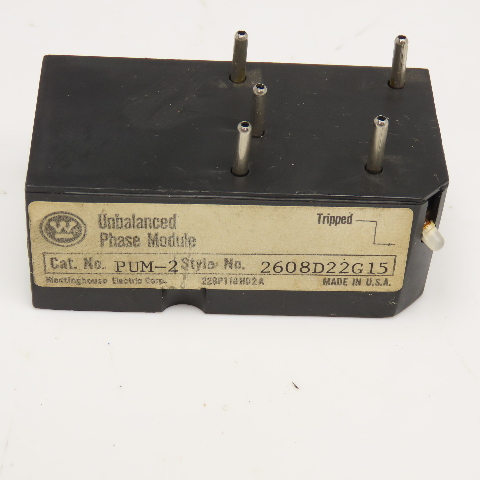 W
Unbalanced
Phase Module
Tripped
Cat. No. PUM-2 Style No. 2608D22G15
Westinghouse Electric Corp.
MADE IN U.S.A.